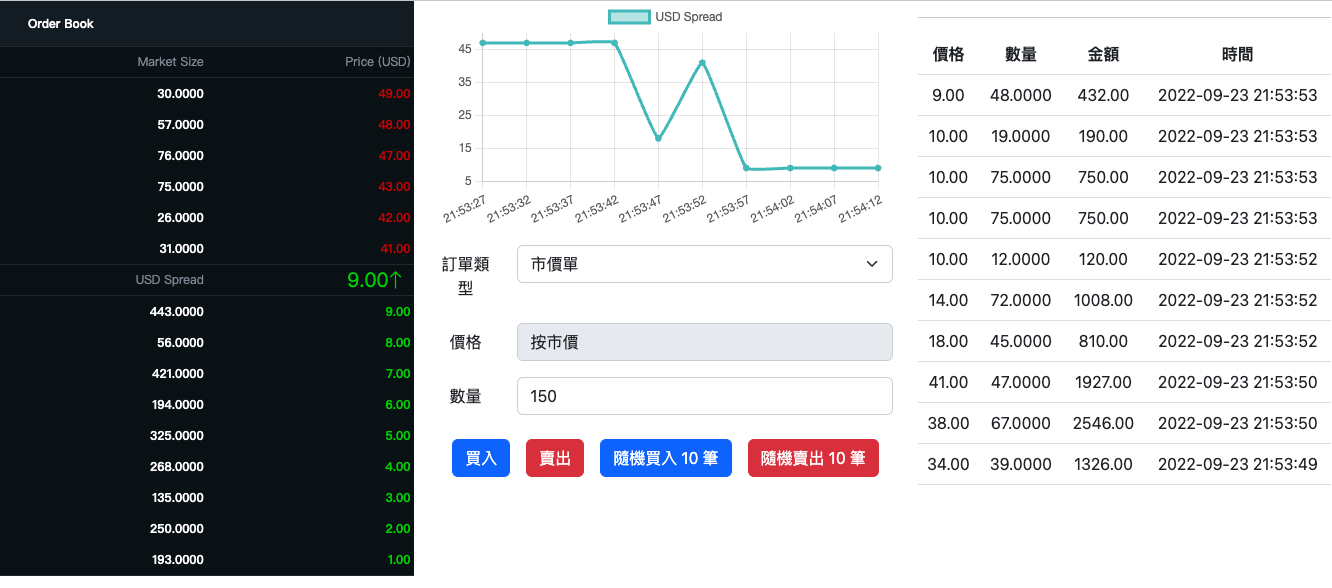 Order Book
Market Size Price (USD)
30.0000 49.00
57.0000 48.00
76.0000 47.00
75.0000 43.00
26.0000 42.00
31.0000 41.00
USD Spread 9.00↑
443.0000 9.00
56.0000 8.00
421.0000 7.00
194.0000 6.00
325.0000 5.00
268.0000 4.00
135.0000 3.00
250.0000 2.00
193.0000 1.00
USD Spread
45
35
25
15
5
21:53:27 21:53:32 21:53:37 21:53:42 21:53:47 21:53:52 21:53:57 21:54:02 21:54:07 21:54:12
訂單類
型
市價單
價格 按市價
數量 150
買入 賣出 隨機買入 10 筆 隨機賣出 10 筆
價格 數量 金額 時間
9.00 48.0000 432.00 2022-09-23 21:53:53
10.00 19.0000 190.00 2022-09-23 21:53:53
10.00 75.0000 750.00 2022-09-23 21:53:53
10.00 75.0000 750.00 2022-09-23 21:53:53
10.00 12.0000 120.00 2022-09-23 21:53:52
14.00 72.0000 1008.00 2022-09-23 21:53:52
18.00 45.0000 810.00 2022-09-23 21:53:52
41.00 47.0000 1927.00 2022-09-23 21:53:50
38.00 67.0000 2546.00 2022-09-23 21:53:50
34.00 39.0000 1326.00 2022-09-23 21:53:49